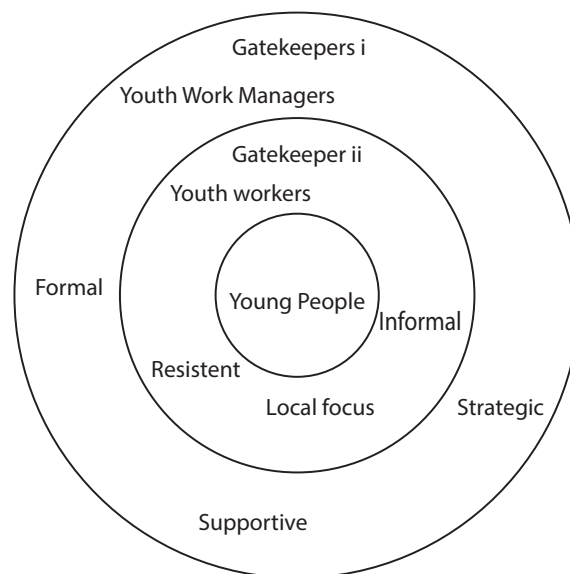 Gatekeepers i
Youth Work Managers
Gatekeeper ii
Youth workers
Formal
Young People
Informal
Resistent
Local focus
Strategic
Supportive